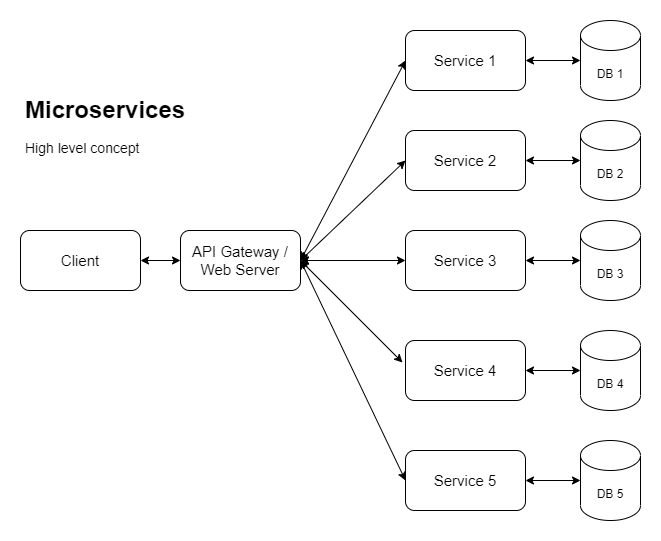 Microservices
High level concept
Client
API Gateway /
Web Server
Service 1
DB 1
Service 2
DB 2
Service 3
DB 3
Service 4
DB 4
Service 5
DB 5